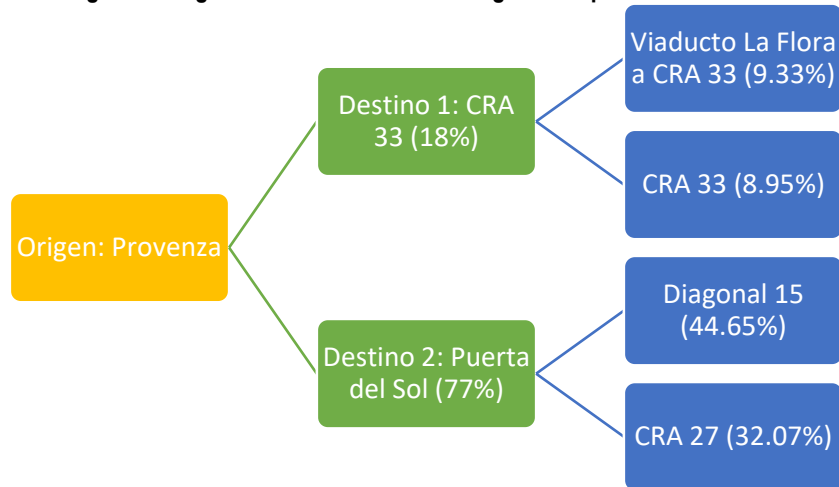 Origen: Provenza
Destino 1: CRA
33 (18%)
Destino 2: Puerta
del Sol (77%)
Viaducto La Flora
a CRA 33 (9.33%)
CRA 33 (8.95%)
Diagonal 15
(44.65%)
CRA 27 (32.07%)